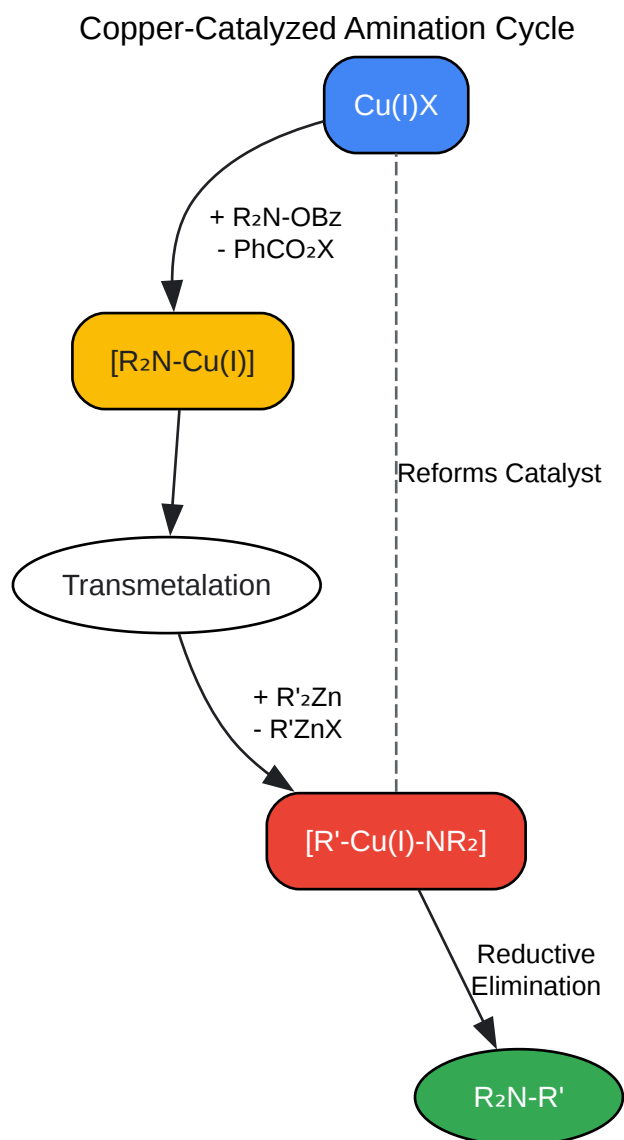 Copper-Catalyzed Amination Cycle
Cu(I)X
+ R₂N-OBz
- PhCO₂X
[R₂N-Cu(I)]
Reforms Catalyst
Transmetalation
+ R'₂Zn
- R'ZnX
[R'-Cu(I)-NR₂]
Reductive
Elimination
R₂N-R'